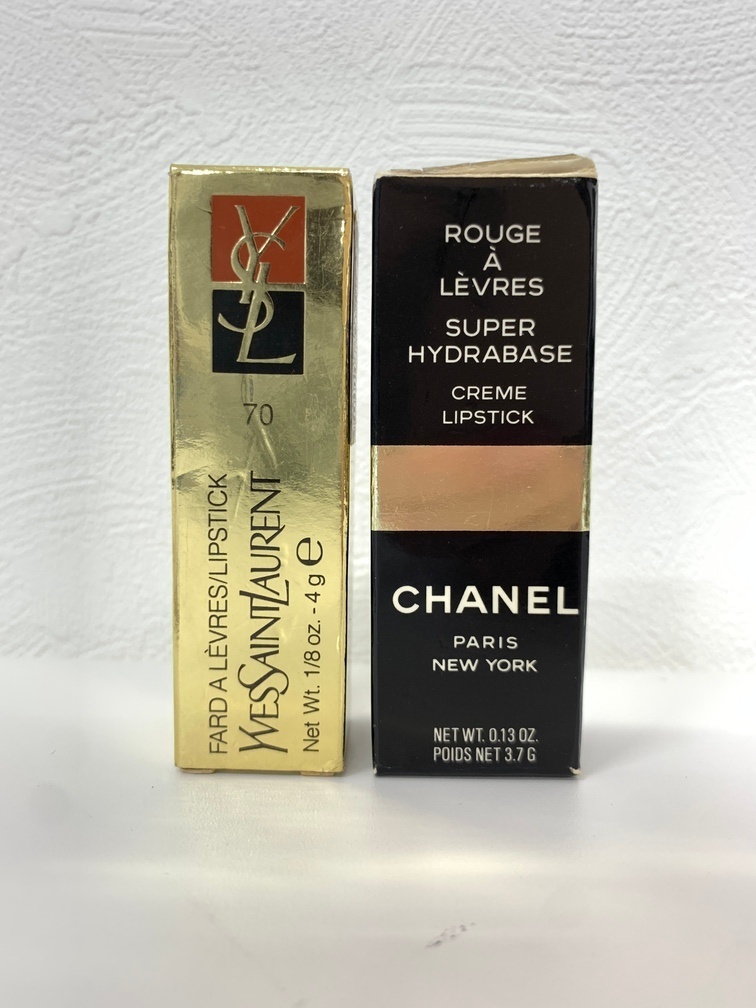 YSL
70
FARD A LÈVRES/LIPSTICK
YVESSAINTLAURENT
Net Wt. 1/8 oz. - 4 g e
ROUGE
À
LÈVRES
SUPER
HYDRABASE
CREME
LIPSTICK
CHANEL
PARIS
NEW YORK
NET WT. 0.13 OZ.
POIDS NET 3.7 G